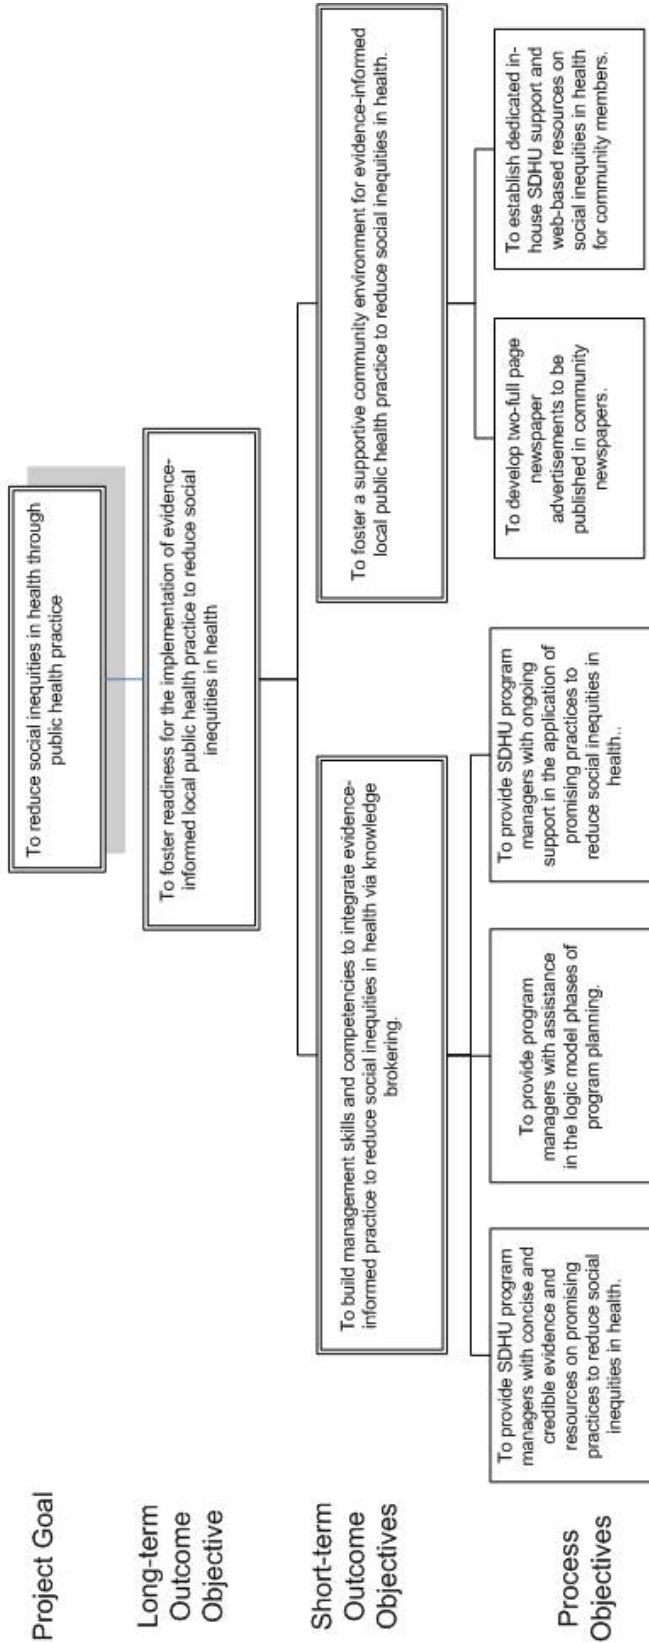 Project Goal
To reduce social inequities in health through
public health practice
Long-term
Outcome
Objective
To foster readiness for the implementation of evidence-
informed local public health practice to reduce social
inequities in health
Short-term
Outcome
Objectives
To build management skills and competencies to integrate evidence-
informed practice to reduce social inequities in health via knowledge
brokering.
To foster a supportive community environment for evidence-informed
local public health practice to reduce social inequities in health.
Process
Objectives
To provide SDHU program
managers with concise and
credible evidence and
resources on promising
practices to reduce social
inequities in health.
To provide program
managers with assistance
in the logic model phases of
program planning.
To provide SDHU program
managers with ongoing
support in the application of
promising practices to
reduce social inequities in
health..
To develop two-full page
newspaper
advertisements to be
published in community
newspapers.
To establish dedicated in-
house SDHU support and
web-based resources on
social inequities in health
for community members.